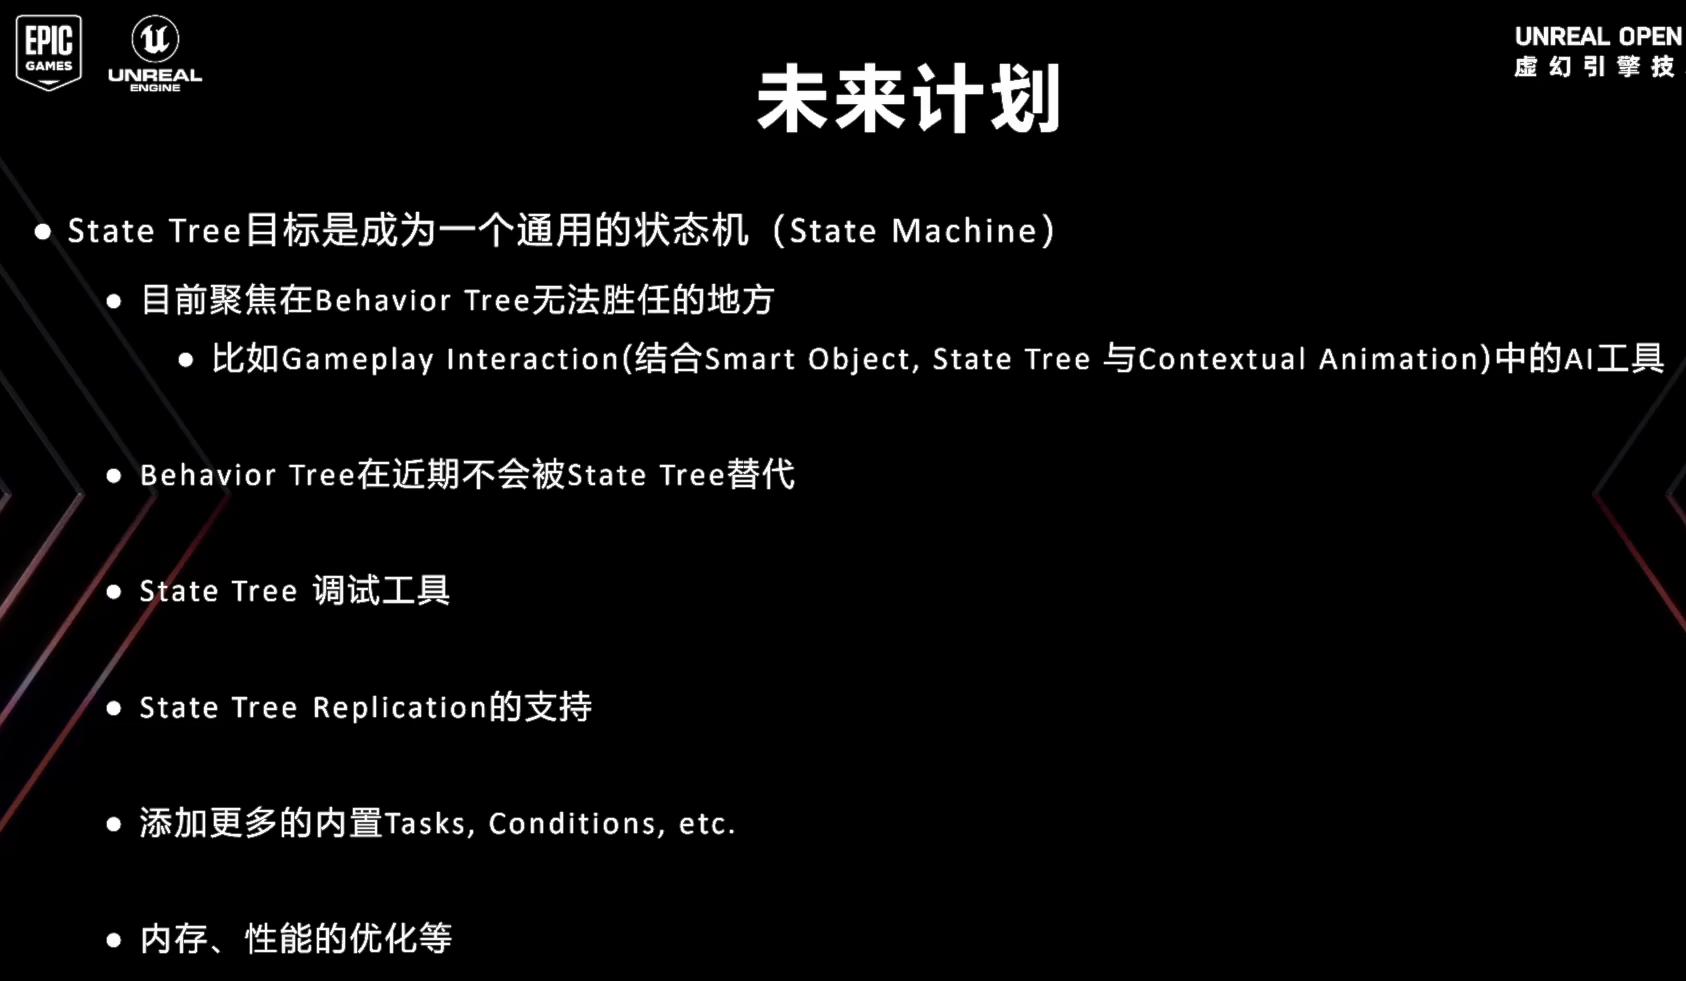 EPIC
GAMES
UNREAL
ENGINE
UNREAL OPEN
虚幻引擎技
未来计划
State Tree目标是成为一个通用的状态机（State Machine）
目前聚焦在Behavior Tree无法胜任的地方
比如Gameplay Interaction(结合Smart Object, State Tree 与Contextual Animation)中的AI工具
Behavior Tree在近期不会被State Tree替代
State Tree 调试工具
State Tree Replication的支持
添加更多的内置Tasks, Conditions, etc.
内存、性能的优化等